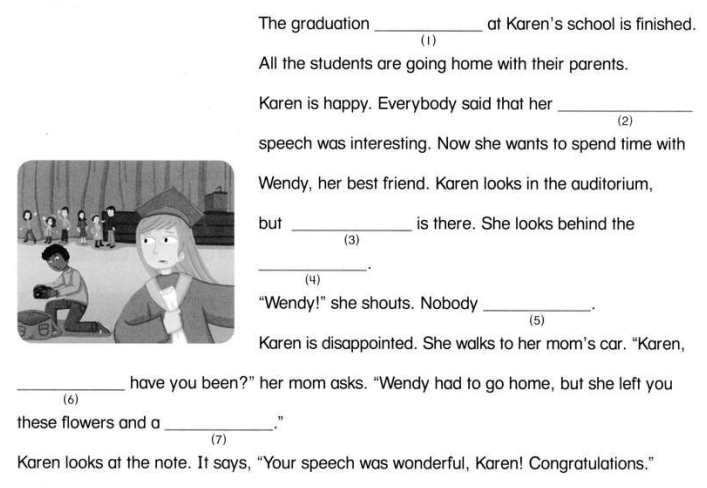 The graduation ____________ at Karen's school is finished.
(1)
All the students are going home with their parents.
Karen is happy. Everybody said that her _______________
(2)
speech was interesting. Now she wants to spend time with
Wendy, her best friend. Karen looks in the auditorium,
but _____________ is there. She looks behind the
(3)
____________.
(4)
"Wendy!" she shouts. Nobody ____________.
(5)
Karen is disappointed. She walks to her mom's car. "Karen,
____________ have you been?" her mom asks. "Wendy had to go home, but she left you
(6)
these flowers and a ____________."
(7)
Karen looks at the note. It says, "Your speech was wonderful, Karen! Congratulations."